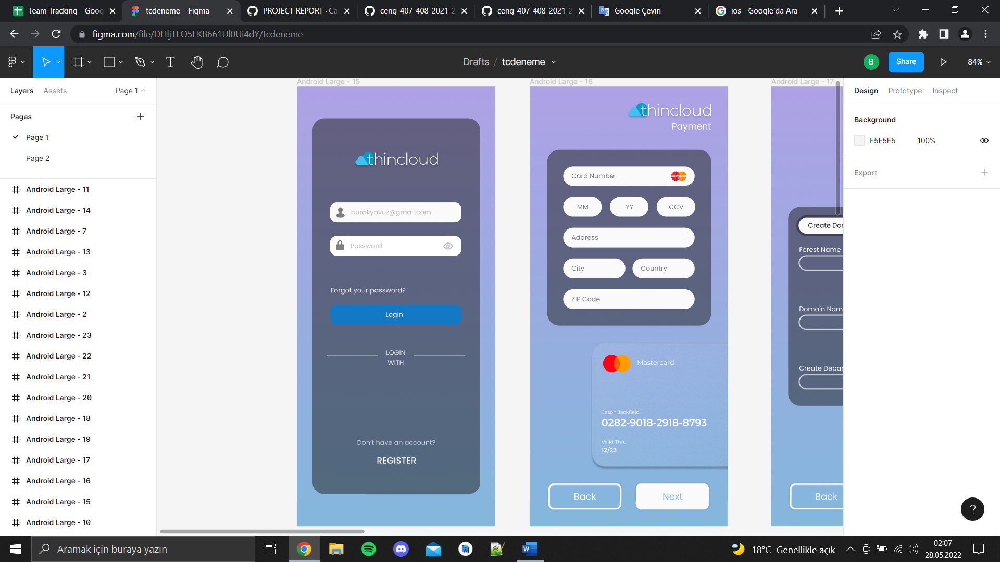 Team Tracking - Goog
tcdeneme – Figma
PROJECT REPORT · Ca
ceng-407-408-2021-2
ceng-407-408-2021-2
Google Çeviri
ıos - Google'da Ara
figma.com/file/DHljTFO5EKB661Ul0Ui4dY/tcdeneme
Drafts / tcdeneme
B
Share
84%
Layers
Assets
Page 1
Pages
Page 1
Page 2
Android Large - 11
Android Large - 14
Android Large - 7
Android Large - 13
Android Large - 3
Android Large - 12
Android Large - 2
Android Large - 23
Android Large - 22
Android Large - 21
Android Large - 20
Android Large - 18
Android Large - 19
Android Large - 17
Android Large - 16
Android Large - 15
Android Large - 10
Android Large - 15
thincloud
burakyavuz@gmail.com
Password
Forgot your password?
Login
LOGIN
WITH
Don't have an account?
REGISTER
Android Large - 16
thincloud
Payment
Card Number
MasterCard
MM
YY
CCV
Address
City
Country
ZIP Code
Mastercard
Jason Jackfield
0282-9018-2918-8793
Valid Thru
12/23
Back
Next
Android Large - 17
Create Dor
Forest Name
Domain Nam
Create Depar
Back
Design
Prototype
Inspect
Background
F5F5F5
100%
Export
?
Aramak için buraya yazın
W
18°C Genellikle açık
02:07
28.05.2022